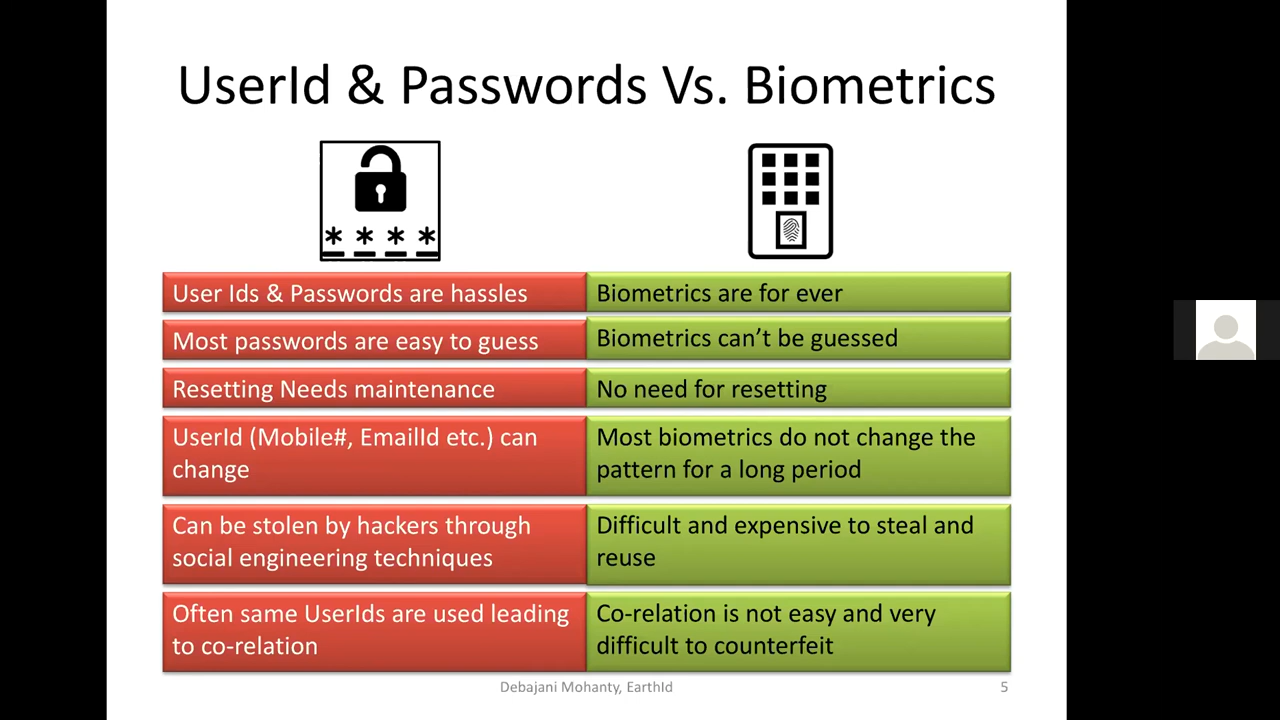 UserId & Passwords Vs. Biometrics
* * * *
User Ids & Passwords are hassles
Biometrics are for ever
Most passwords are easy to guess
Biometrics can’t be guessed
Resetting Needs maintenance
No need for resetting
UserId (Mobile#, EmailId etc.) can
change
Most biometrics do not change the
pattern for a long period
Can be stolen by hackers through
social engineering techniques
Difficult and expensive to steal and
reuse
Often same UserIds are used leading
to co-relation
Co-relation is not easy and very
difficult to counterfeit
Debajani Mohanty, EarthId
5